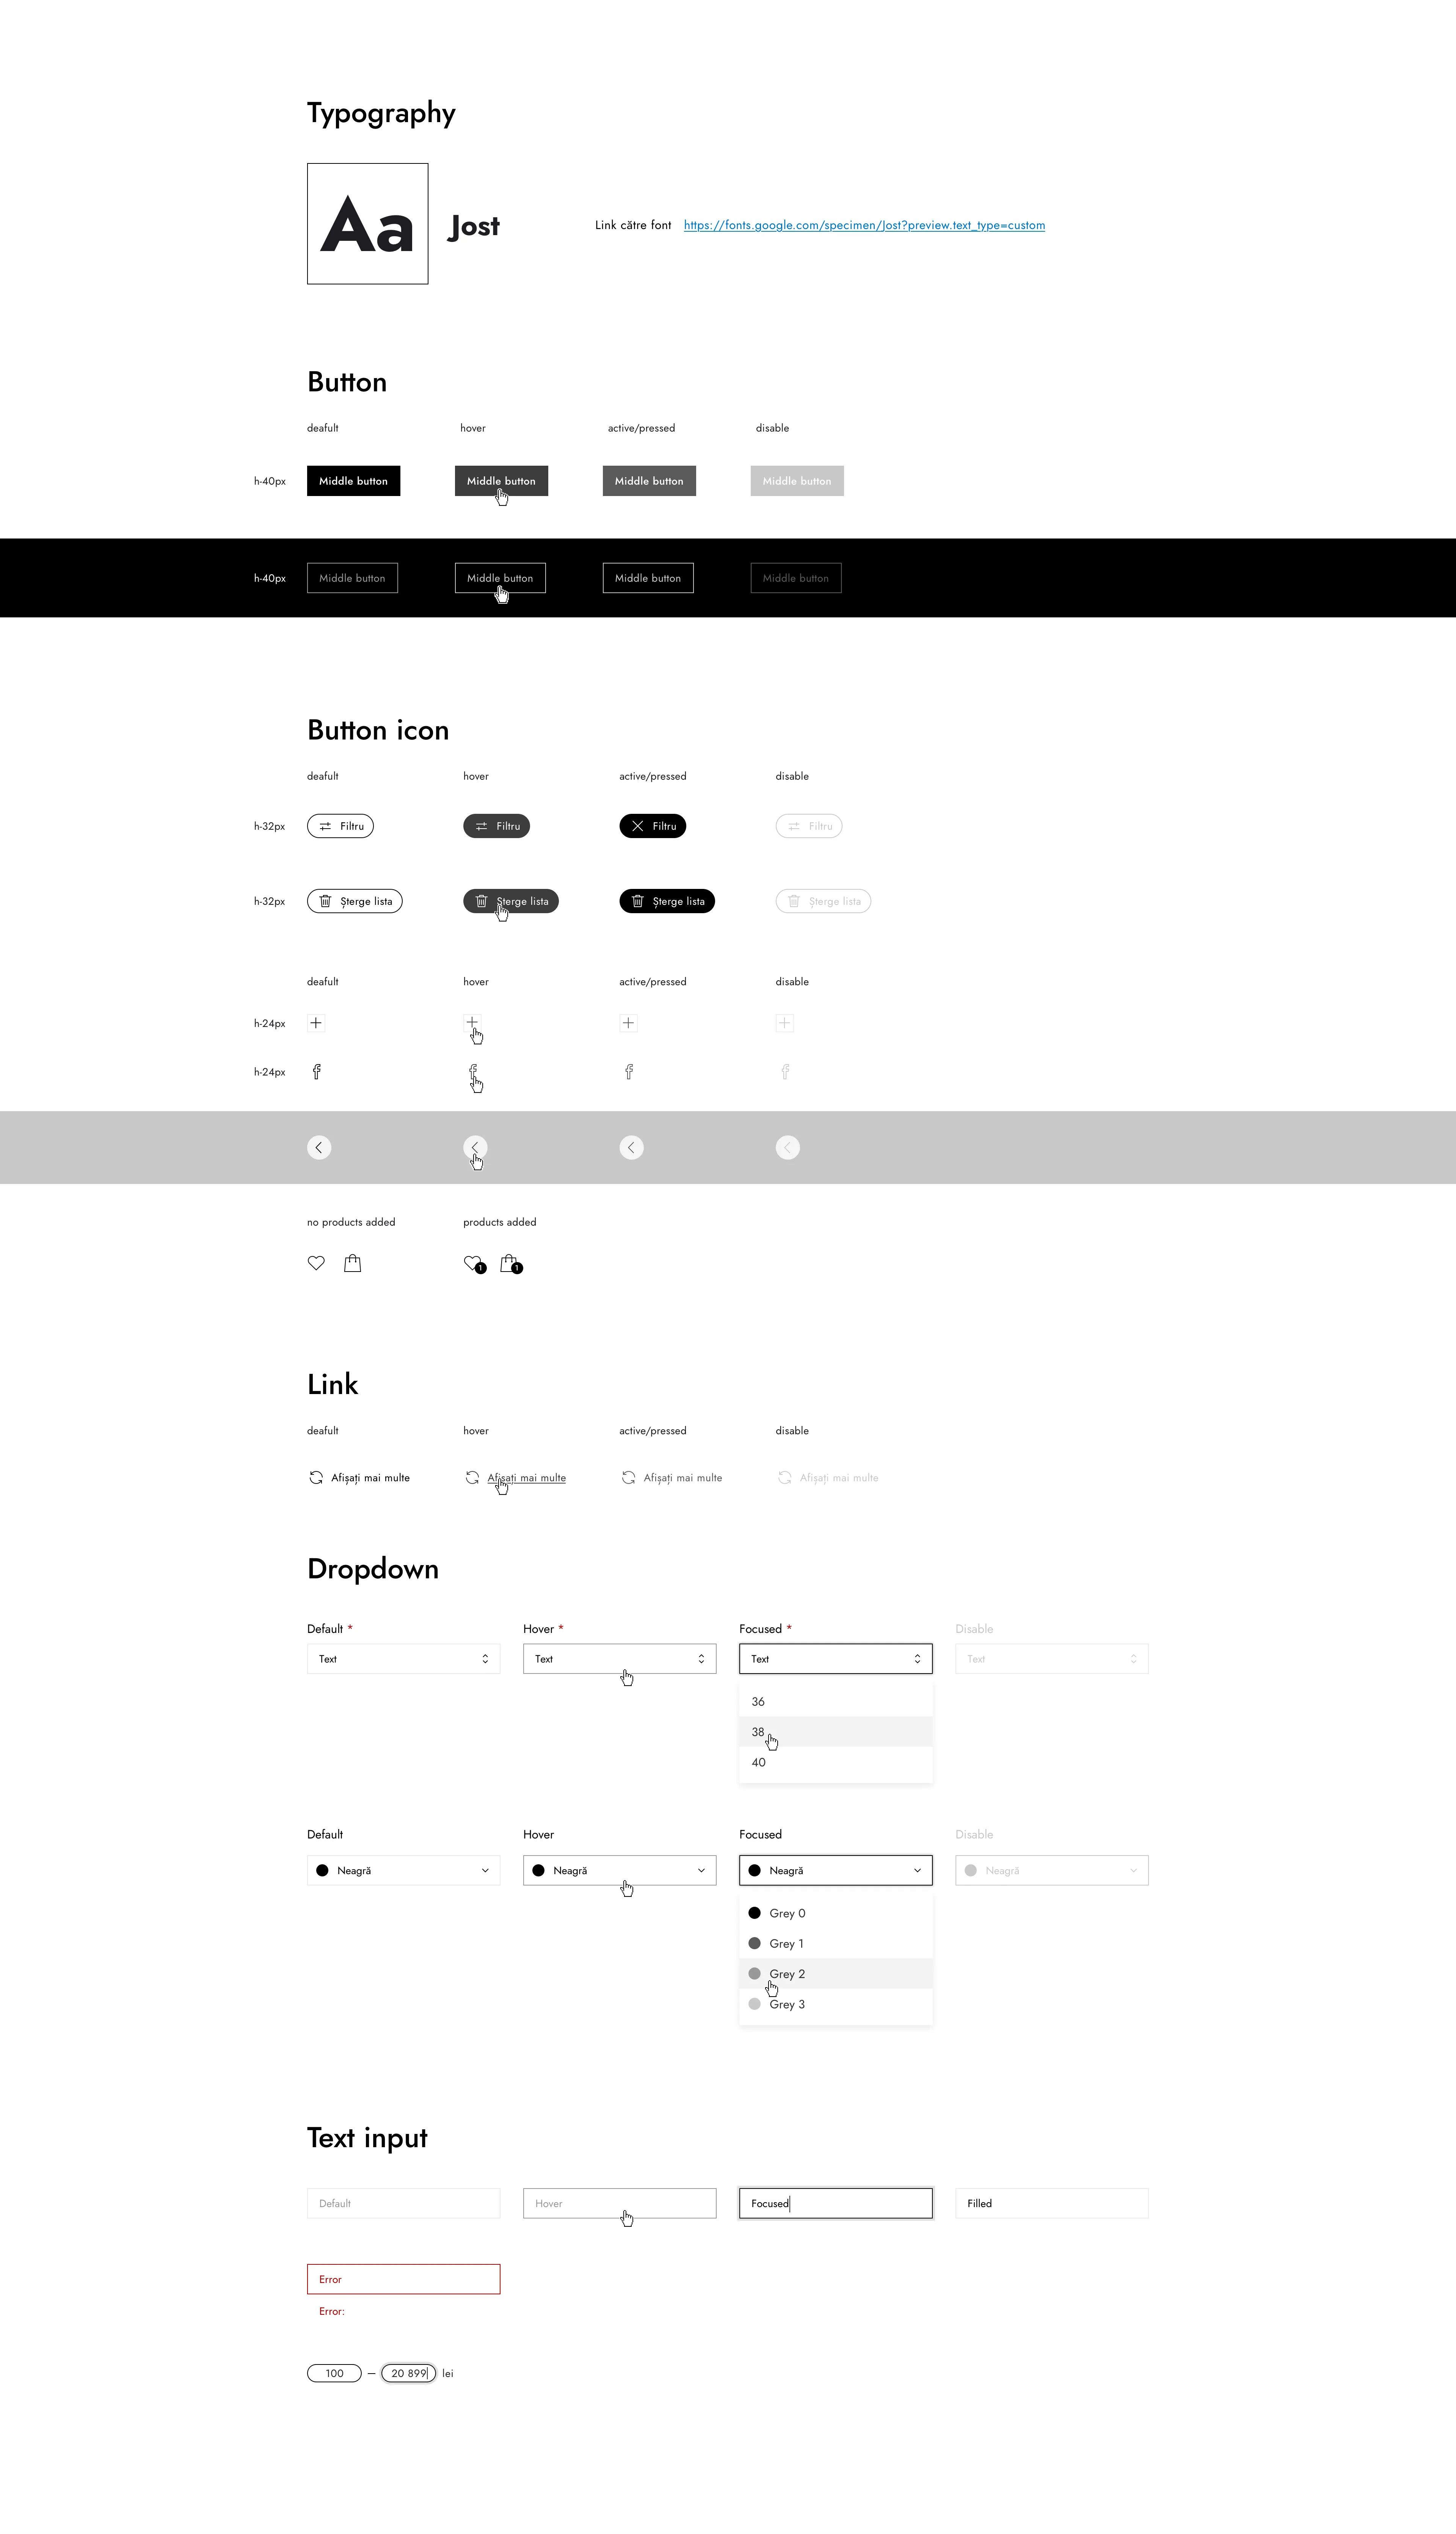 Typography
Aa
Jost
Link către font https://fonts.google.com/specimen/Jost?preview.text_type=custom
Button
deafult hover active/pressed disable
h-40px Middle button Middle button Middle button Middle button
h-40px Middle button Middle button Middle button Middle button
Button icon
deafult hover active/pressed disable
h-32px Filtru Filtru Filtru Filtru
h-32px Șterge lista Șterge lista Șterge lista Șterge lista
deafult hover active/pressed disable
h-24px
h-24px
no products added products added
1 1
Link
deafult hover active/pressed disable
Afișați mai multe Afișați mai multe Afișați mai multe Afișați mai multe
Dropdown
Default * Hover * Focused * Disable
Text Text Text Text
36
38
40
Default Hover Focused Disable
Neagră Neagră Neagră Neagră
Grey 0
Grey 1
Grey 2
Grey 3
Text input
Default Hover Focused Filled
Error
Error:
100 — 20 899 lei